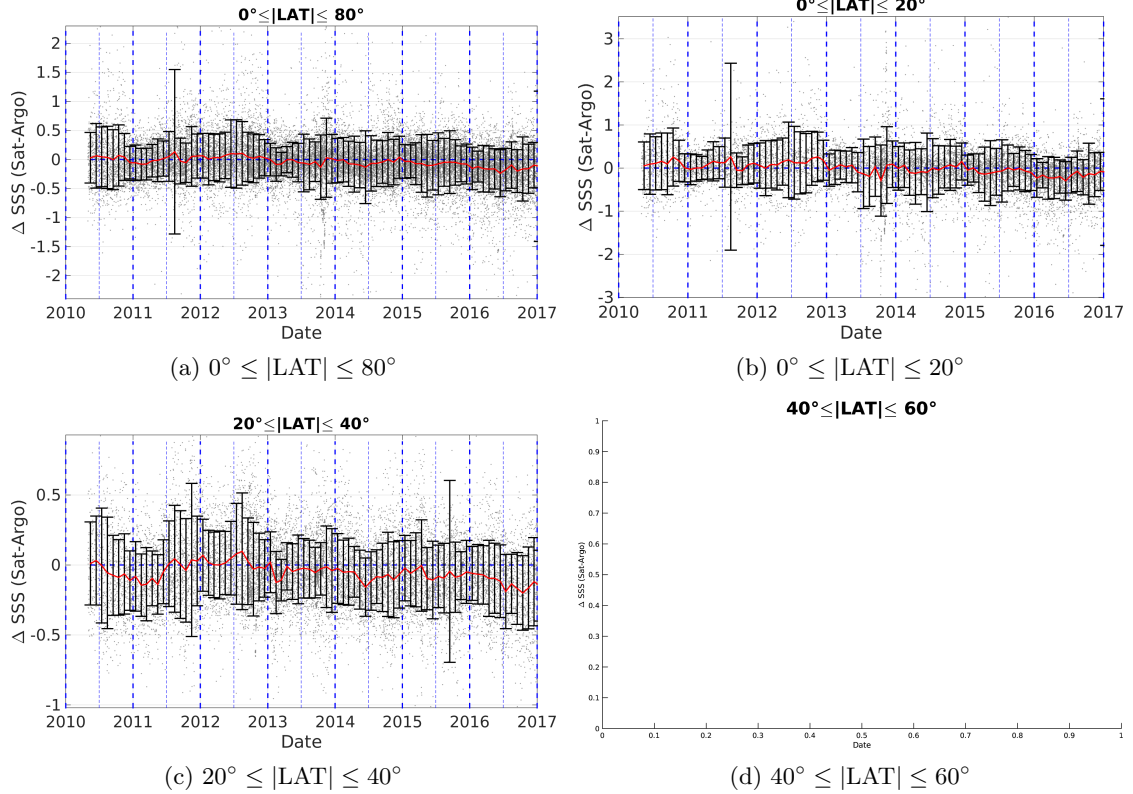 0°≤|LAT|≤ 80°
2
1.5
1
0.5
0
-0.5
-1
-1.5
-2
Δ SSS (Sat-Argo)
2010 2011 2012 2013 2014 2015 2016 2017
Date
(a) 0° ≤ |LAT| ≤ 80°
0°≤|LAT|≤ 20°
3
2
1
0
-1
-2
-3
Δ SSS (Sat-Argo)
2010 2011 2012 2013 2014 2015 2016 2017
Date
(b) 0° ≤ |LAT| ≤ 20°
20°≤|LAT|≤ 40°
0.5
0
-0.5
-1
Δ SSS (Sat-Argo)
2010 2011 2012 2013 2014 2015 2016 2017
Date
(c) 20° ≤ |LAT| ≤ 40°
40°≤|LAT|≤ 60°
1
0.9
0.8
0.7
0.6
0.5
0.4
0.3
0.2
0.1
0
Δ SSS (Sat-Argo)
0 0.1 0.2 0.3 0.4 0.5 0.6 0.7 0.8 0.9 1
Date
(d) 40° ≤ |LAT| ≤ 60°